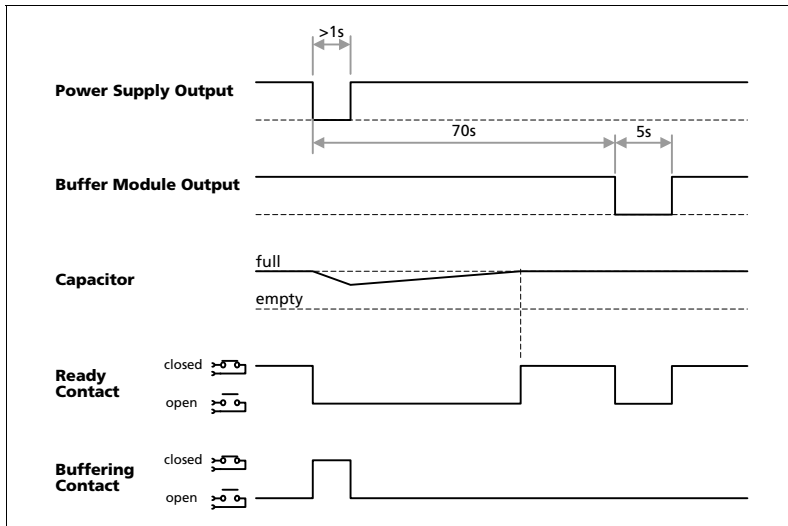 >1s
Power Supply Output
70s
5s
Buffer Module Output
full
Capacitor
empty
closed
Ready
Contact
open
closed
Buffering
Contact
open